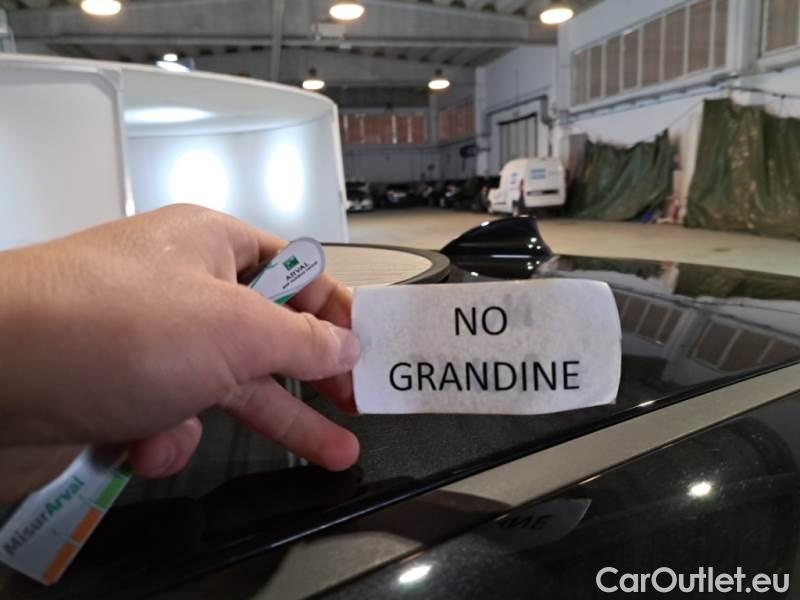 ARVAL
NO
GRANDINE
MisurArval
CarOutlet.eu